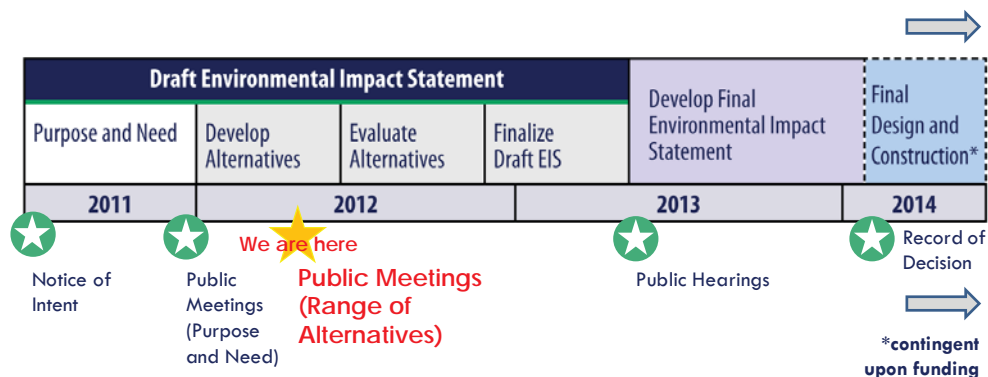 Draft Environmental Impact Statement
Purpose and Need
Develop
Alternatives
Evaluate
Alternatives
Finalize
Draft EIS
Develop Final
Environmental Impact
Statement
Final
Design and
Construction*
2011
2012
2013
2014
We are here
Notice of
Intent
Public
Meetings
(Purpose
and Need)
Public Meetings
(Range of
Alternatives)
Public Hearings
Record of
Decision
*contingent
upon funding